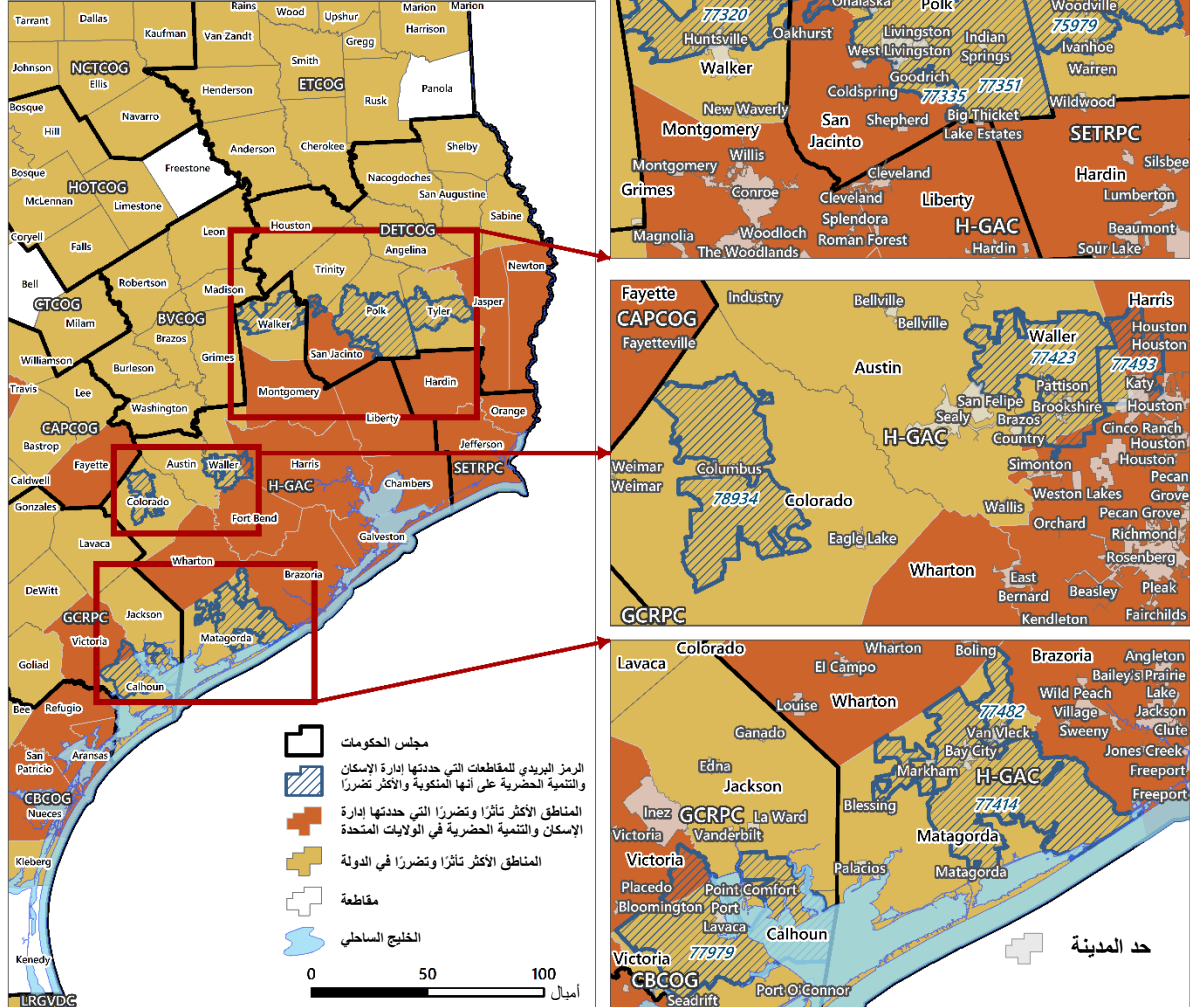 Tarrant
Dallas
Rains
Wood
Upshur
Marion
Marion
Kaufman
Van Zandt
Harrison
Gregg
Johnson
NCTCOG
Ellis
Smith
ETCOG
Henderson
Rusk
Panola
Bosque
Navarro
Hill
Anderson
Cherokee
Shelby
Freestone
Nacogdoches
Bosque
HOTCOG
San Augustine
McLennan
Limestone
Sabine
Houston
Leon
DETCOG
Coryell
Falls
Angelina
Trinity
Newton
Bell
Robertson
Madison
Jasper
CTCOG
Milam
BVCOG
Walker
Polk
Tyler
Brazos
Grimes
San Jacinto
Williamson
Burleson
Hardin
Travis
Lee
Montgomery
Washington
Liberty
Orange
CAPCOG
Bastrop
Jefferson
Fayette
Austin
Waller
Harris
SETRPC
Caldwell
H-GAC
Chambers
Gonzales
Colorado
Fort Bend
Lavaca
Galveston
Wharton
Brazoria
DeWitt
GCRPC
Jackson
Victoria
Matagorda
Goliad
Calhoun
Bee
Refugio
San
Patricio
Aransas
CBCOG
Nueces
Kleberg
Kenedy
LRGVDC
مجلس الحكومات
الرمز البريدي للمقاطعات التي حددتها إدارة الإسكان
والتنمية الحضرية على أنها المنكوبة والأكثر تضررًا
المناطق الأكثر تأثرًا وتضررًا التي حددتها إدارة
الإسكان والتنمية الحضرية في الولايات المتحدة
المناطق الأكثر تأثرًا وتضررًا في الدولة
مقاطعة
الخليج الساحلي
0
50
100
أميال
Onalaska
Polk
Woodville
77320
75979
Huntsville
Oakhurst
Livingston
West Livingston
Indian
Springs
Ivanhoe
Walker
Warren
Goodrich
77351
Coldspring
77335
Wildwood
New Waverly
Shepherd
Big Thicket
Lake Estates
Montgomery
San
Jacinto
SETRPC
Willis
Montgomery
Silsbee
Cleveland
Hardin
Grimes
Conroe
Cleveland
Liberty
Lumberton
Splendora
Magnolia
Woodloch
Roman Forest
H-GAC
Beaumont
The Woodlands
Hardin
Sour Lake
Fayette
CAPCOG
Fayetteville
Industry
Bellville
Bellville
Harris
Waller
77423
Houston
Houston
77493
Austin
Pattison
Katy
San Felipe
Brookshire
Houston
Sealy
Brazos
Country
Cinco Ranch
H-GAC
Houston
Houston
Weimar
Weimar
Columbus
Simonton
Pecan
Grove
78934
Colorado
Weston Lakes
Wallis
Pecan Grove
Orchard
Richmond
Eagle Lake
Rosenberg
Wharton
East
Bernard
Beasley
Pleak
GCRPC
Kendleton
Fairchilds
Colorado
Lavaca
Wharton
Boling
Brazoria
Angleton
El Campo
Bailey's Prairie
Wharton
Wild Peach
Village
Lake
Jackson
Louise
77482
Sweeny
Clute
Ganado
Van Vleck
Bay City
Jones Creek
Edna
Markham
H-GAC
Freeport
Jackson
Freeport
Inez
GCRPC
La Ward
Blessing
77414
Victoria
Vanderbilt
Matagorda
Victoria
Palacios
Matagorda
Placedo
Point Comfort
Bloomington
Port
Lavaca
Calhoun
77979
Victoria
CBCOG
Seadrift
Port O'Connor
حد المدينة